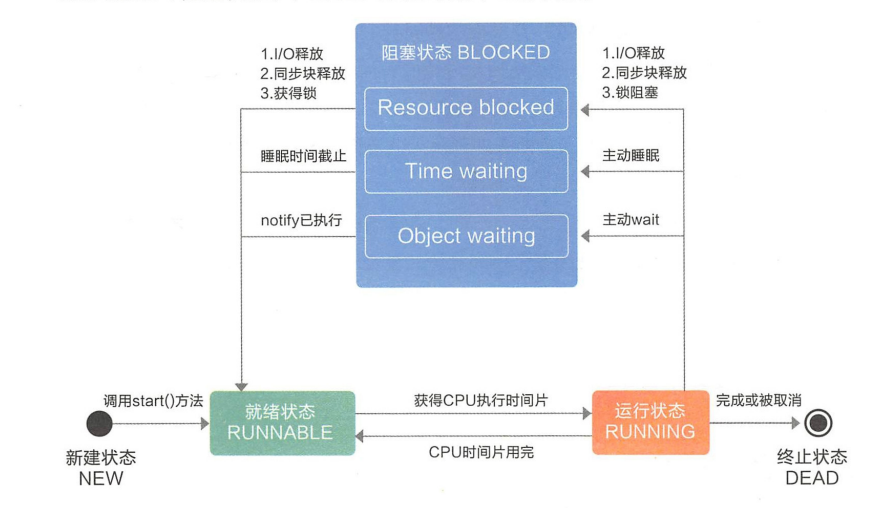 阻塞状态 BLOCKED
1.I/O释放
2.同步块释放
3.获得锁
Resource blocked
1.I/O释放
2.同步块释放
3.锁阻塞
睡眠时间截止
Time waiting
主动睡眠
notify已执行
Object waiting
主动wait
调用start()方法
新建状态
NEW
就绪状态
RUNNABLE
获得CPU执行时间片
CPU时间片用完
运行状态
RUNNING
完成或被取消
终止状态
DEAD